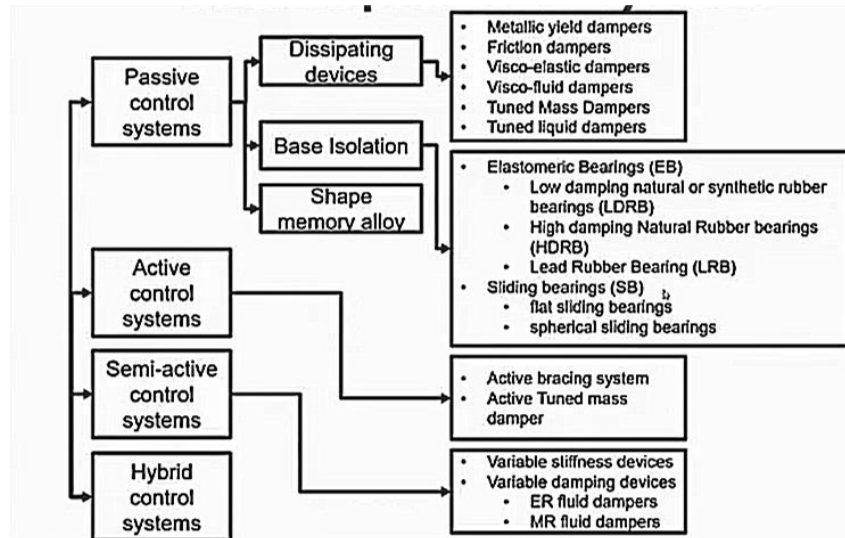 Passive
control
systems
Dissipating
devices
• Metallic yield dampers
• Friction dampers
• Visco-elastic dampers
• Visco-fluid dampers
• Tuned Mass Dampers
• Tuned liquid dampers
Base Isolation
• Elastomeric Bearings (EB)
• Low damping natural or synthetic rubber
bearings (LDRB)
• High damping Natural Rubber bearings
(HDRB)
• Lead Rubber Bearing (LRB)
• Sliding bearings (SB)
• flat sliding bearings
• spherical sliding bearings
Shape
memory alloy
Active
control
systems
• Active bracing system
• Active Tuned mass
damper
Semi-active
control
systems
• Variable stiffness devices
• Variable damping devices
• ER fluid dampers
• MR fluid dampers
Hybrid
control
systems